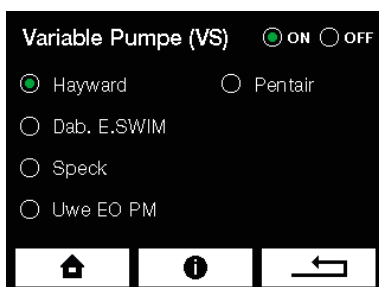 Variable Pumpe (VS) ON OFF
Hayward Pentair
Dab. E.SWIM
Speck
Uwe EO PM